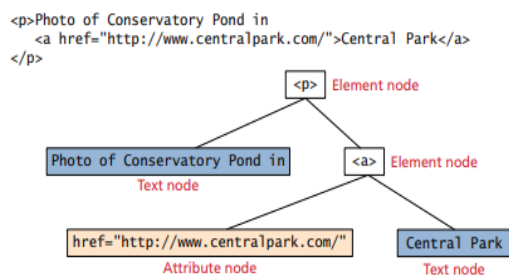 <p>Photo of Conservatory Pond in
<a href="http://www.centralpark.com/">Central Park</a>
</p>
<p> Element node
Photo of Conservatory Pond in
<a> Element node
Text node
href="http://www.centralpark.com/"
Central Park
Attribute node
Text node